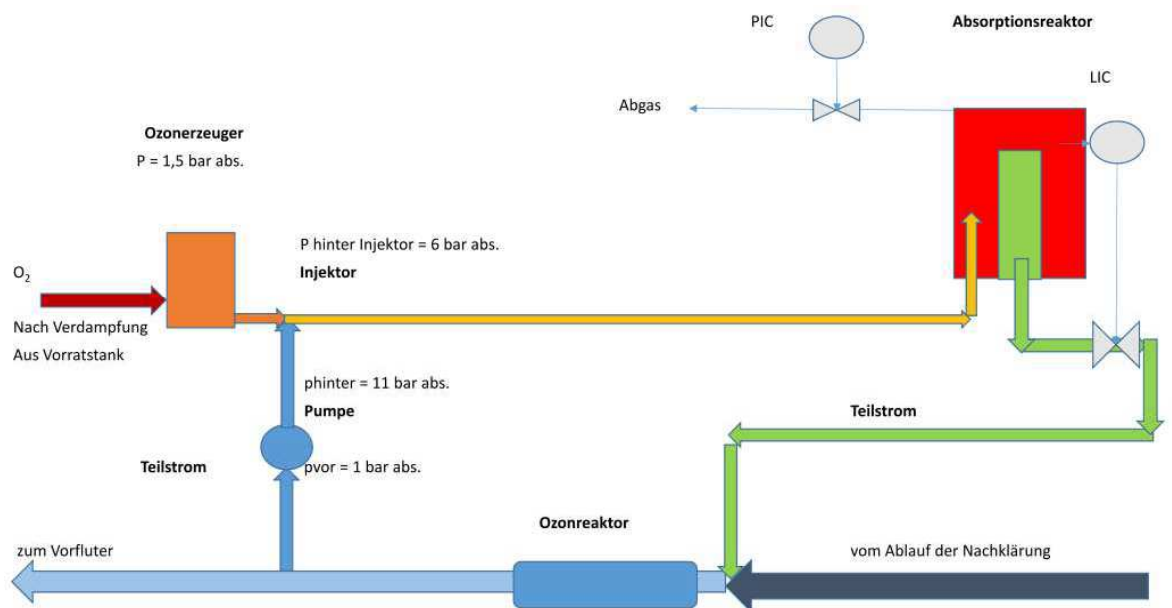 PIC
Absorptionsreaktor
LIC
Abgas
Ozonerzeuger
P = 1,5 bar abs.
P hinter Injektor = 6 bar abs.
Injektor
O₂
Nach Verdampfung
Aus Vorratstank
phinter = 11 bar abs.
Pumpe
Teilstrom
Teilstrom
pvor = 1 bar abs.
Ozonreaktor
zum Vorfluter
vom Ablauf der Nachklärung